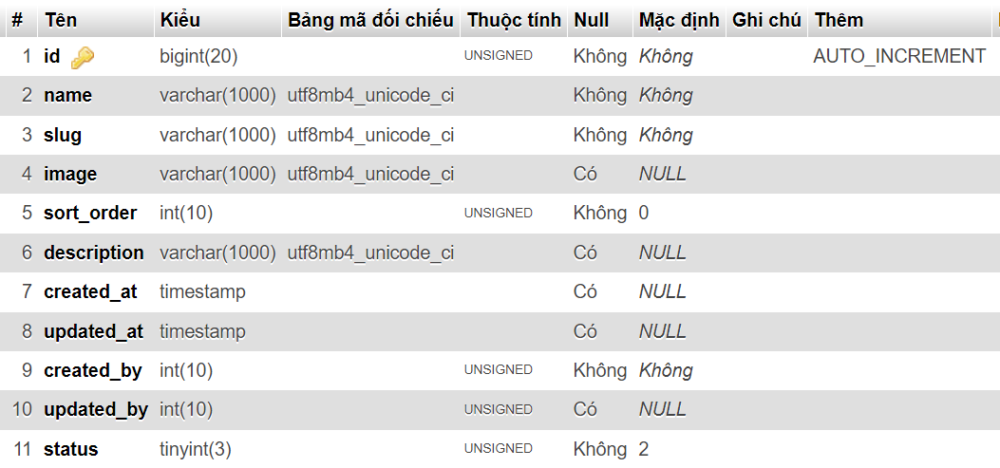 # Tên Kiểu Bảng mã đối chiếu Thuộc tính Null Mặc định Ghi chú Thêm
1 id bigint(20) UNSIGNED Không Không AUTO_INCREMENT
2 name varchar(1000) utf8mb4_unicode_ci Không Không
3 slug varchar(1000) utf8mb4_unicode_ci Không Không
4 image varchar(1000) utf8mb4_unicode_ci Có NULL
5 sort_order int(10) UNSIGNED Không 0
6 description varchar(1000) utf8mb4_unicode_ci Có NULL
7 created_at timestamp Có NULL
8 updated_at timestamp Có NULL
9 created_by int(10) UNSIGNED Không Không
10 updated_by int(10) UNSIGNED Có NULL
11 status tinyint(3) UNSIGNED Không 2